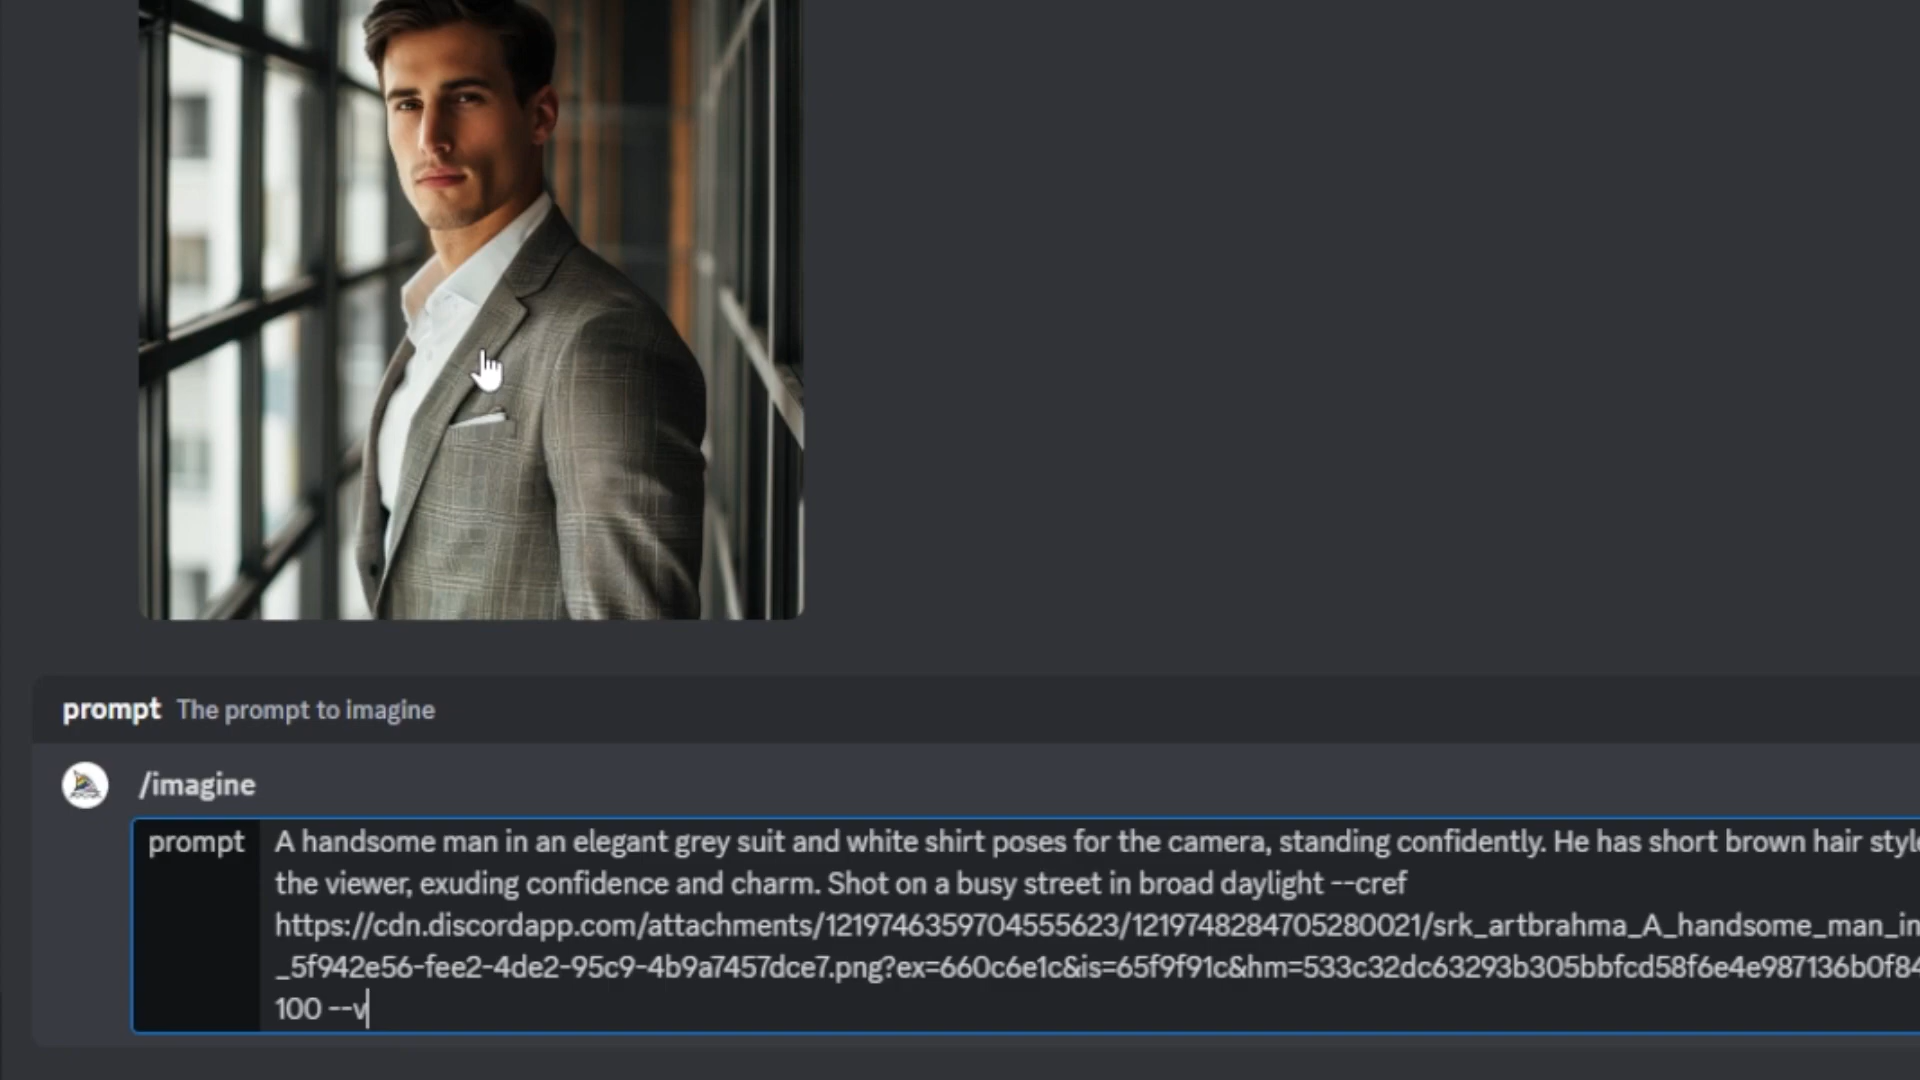 prompt The prompt to imagine
/imagine
prompt A handsome man in an elegant grey suit and white shirt poses for the camera, standing confidently. He has short brown hair style
the viewer, exuding confidence and charm. Shot on a busy street in broad daylight --cref
https://cdn.discordapp.com/attachments/1219746359704555623/1219748284705280021/srk_artbrahma_A_handsome_man_in
_5f942e56-fee2-4de2-95c9-4b9a7457dce7.png?ex=660c6e1c&is=65f9f91c&hm=533c32dc63293b305bbfcd58f6e4e987136b0f84
100 --v